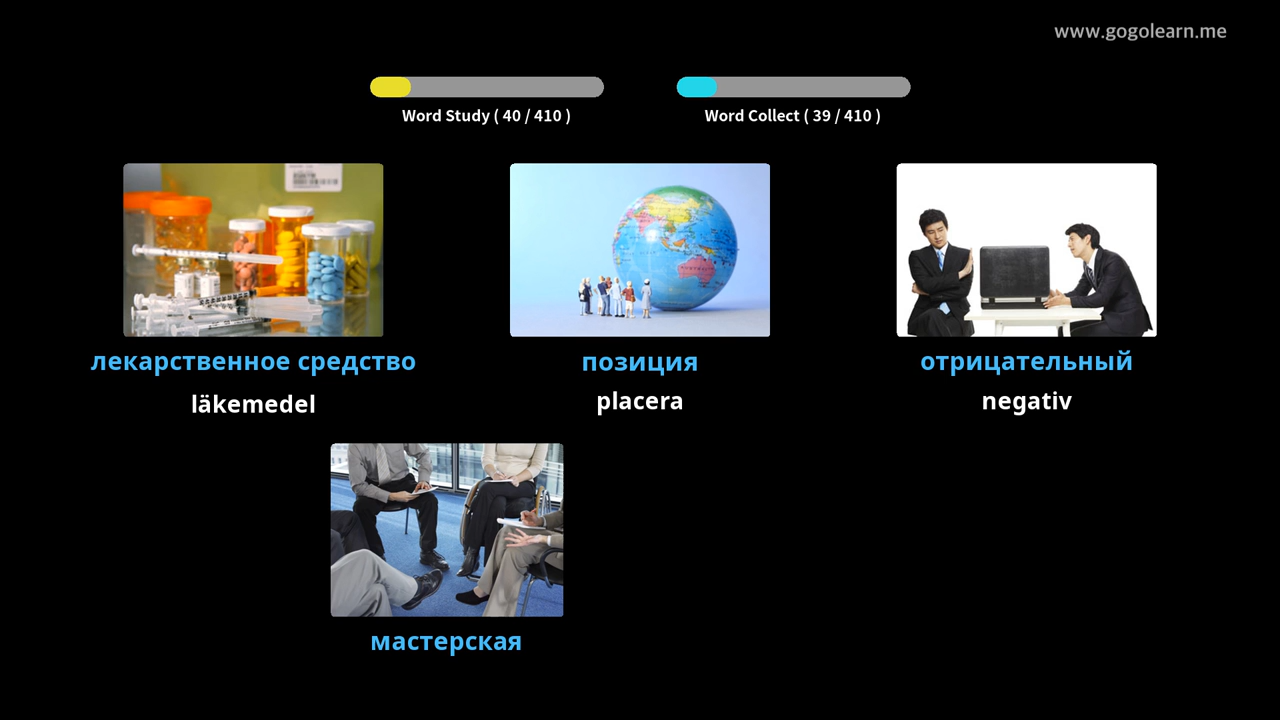 www.gogolearn.me
Word Study ( 40 / 410 )
Word Collect ( 39 / 410 )
лекарственное средство
läkemedel
позиция
placera
отрицательный
negativ
мастерская